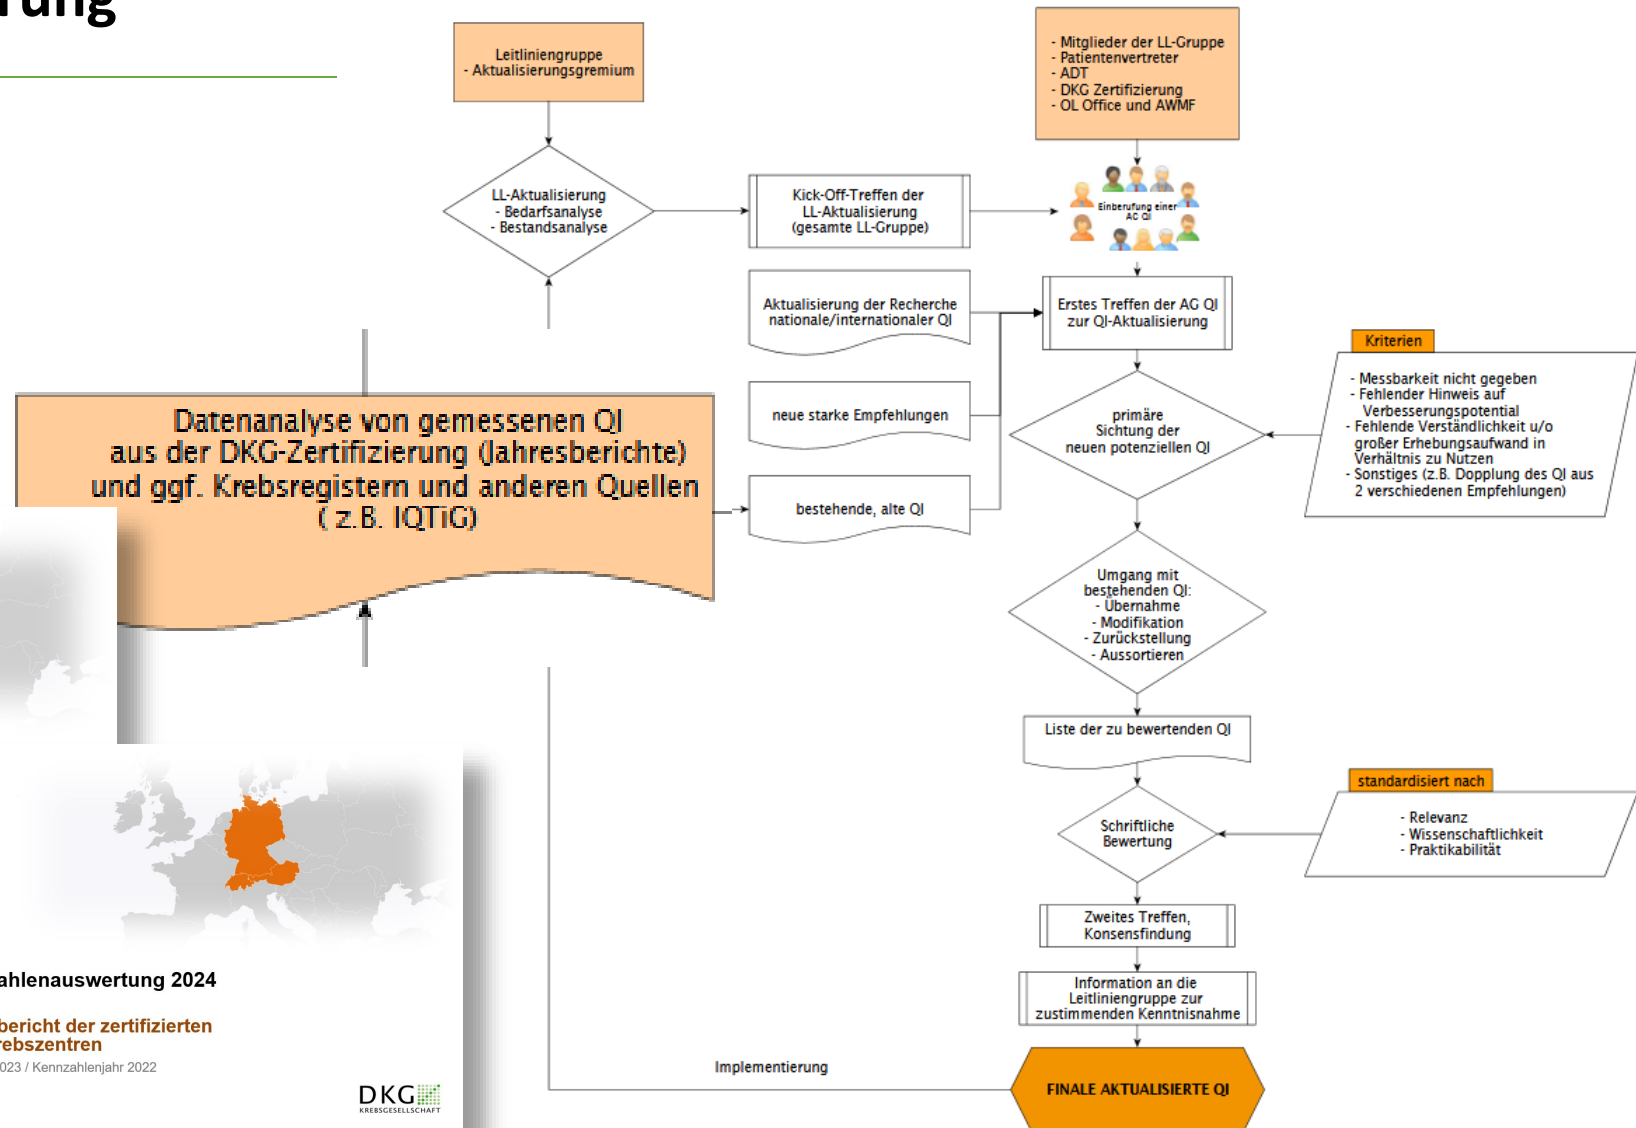 rung
Leitliniengruppe
- Aktualisierungsgremium
- Mitglieder der LL-Gruppe
- Patientenvertreter
- ADT
- DKG Zertifizierung
- OL Office und AWMF
LL-Aktualisierung
- Bedarfsanalyse
- Bestandsanalyse
Kick-Off-Treffen der
LL-Aktualisierung
(gesamte LL-Gruppe)
Einberufung einer
AC QI
Aktualisierung der Recherche
nationale/internationaler QI
Erstes Treffen der AG QI
zur QI-Aktualisierung
Kriterien
- Messbarkeit nicht gegeben
- Fehlender Hinweis auf
Verbesserungspotential
- Fehlende Verständlichkeit u/o
großer Erhebungsaufwand in
Verhältnis zu Nutzen
- Sonstiges (z.B. Dopplung des QI aus
2 verschiedenen Empfehlungen)
neue starke Empfehlungen
primäre
Sichtung der
neuen potenziellen QI
Datenanalyse von gemessenen QI
aus der DKG-Zertifizierung (Jahresberichte)
und ggf. Krebsregistern und anderen Quellen
( z.B. IQTiG)
bestehende, alte QI
Umgang mit
bestehenden QI:
- Übernahme
- Modifikation
- Zurückstellung
- Aussortieren
Liste der zu bewertenden QI
standardisiert nach
- Relevanz
- Wissenschaftlichkeit
- Praktikabilität
Schriftliche
Bewertung
Zweites Treffen,
Konsensfindung
Information an die
Leitliniengruppe zur
zustimmenden Kenntnisnahme
Implementierung
FINALE AKTUALISIERTE QI
ahlenauswertung 2024
bericht der zertifizierten
rebszentren
023 / Kennzahlenjahr 2022
DKG
KREBSGESELLSCHAFT